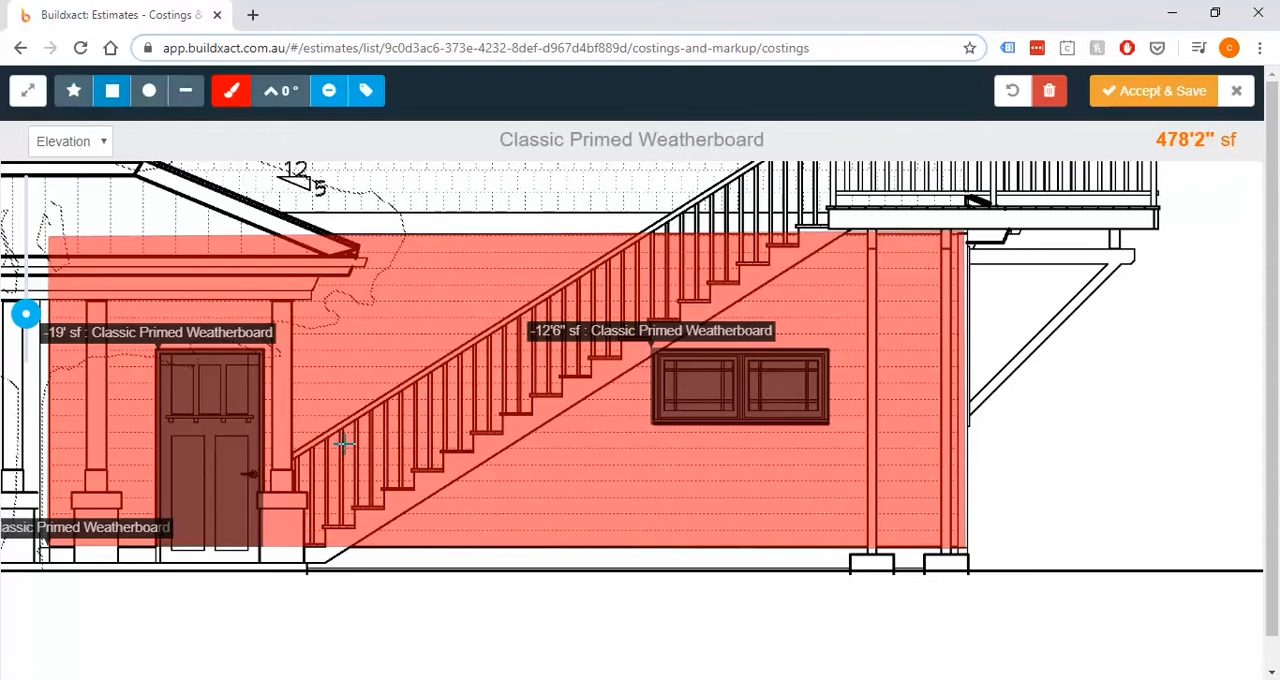 Buildxact: Estimates - Costings &
app.buildxact.com.au/#/estimates/list/9c0d3dc6-373e-4232-8def-d967d4bf889d/costings-and-markup/costings
0° Accept & Save
Elevation Classic Primed Weatherboard 478'2" sf
12
5
-19' sf : Classic Primed Weatherboard
-12'6" sf : Classic Primed Weatherboard
assic Primed Weatherboard